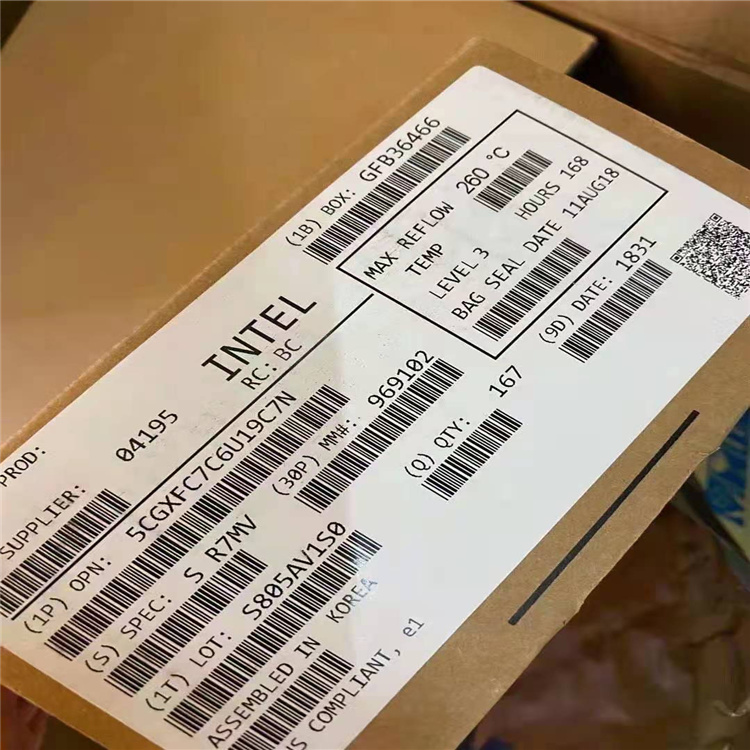 PROD:
SUPPLIER: 04195
INTEL
RC: BC
(1B) BOX: GFB36466
MAX REFLOW 260 °C
TEMP
LEVEL 3 HOURS 168
BAG SEAL DATE 11AUG18
(1P) OPN: 5CGXFC7C6U19C7N
(S) SPEC: S R7MV
(30P) MM#: 969102
(9D) DATE: 1831
(1T) LOT: S805AV1S0
(Q) QTY: 167
ASSEMBLED IN KOREA
COMPLIANT, e1